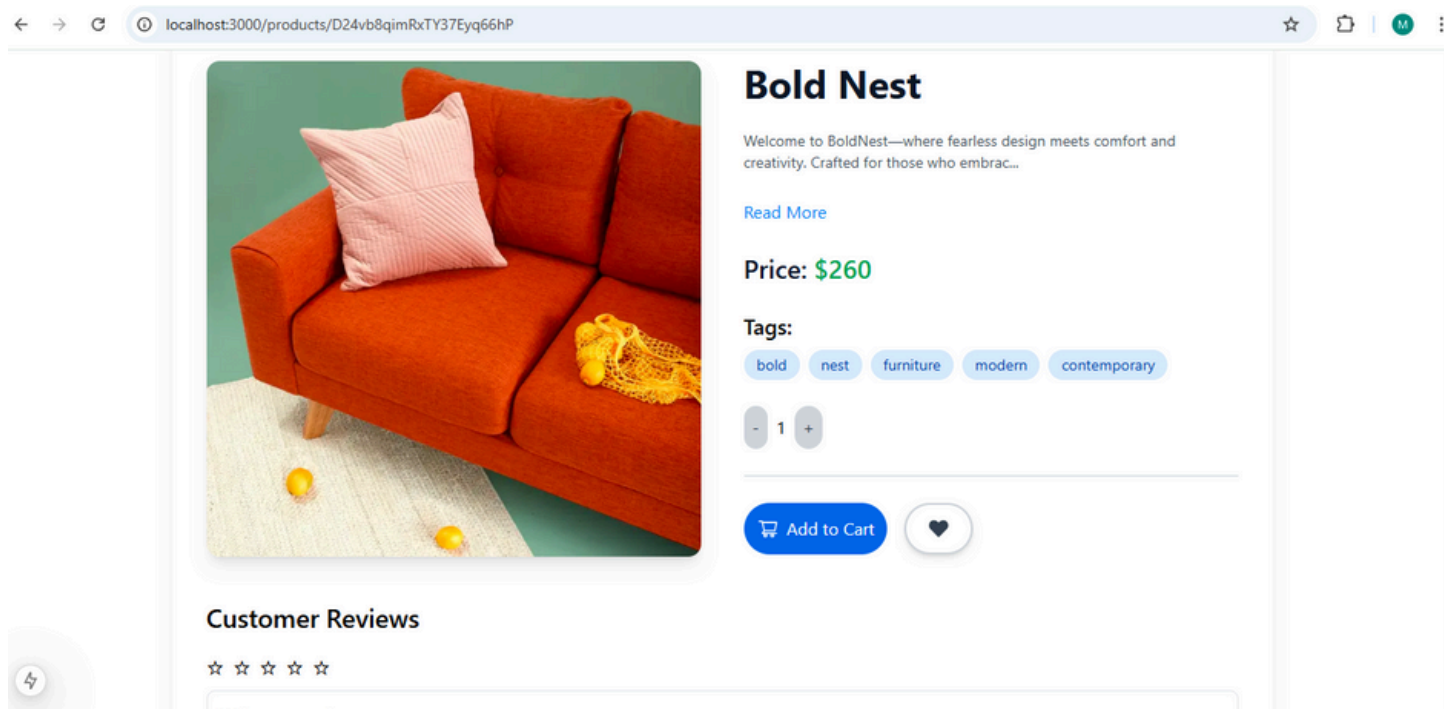 localhost:3000/products/D24vb8qimRxTY37Eyq66hP
M
Bold Nest
Welcome to BoldNest—where fearless design meets comfort and
creativity. Crafted for those who embrac...
Read More
Price: $260
Tags:
bold nest furniture modern contemporary
- 1 +
Add to Cart
Customer Reviews